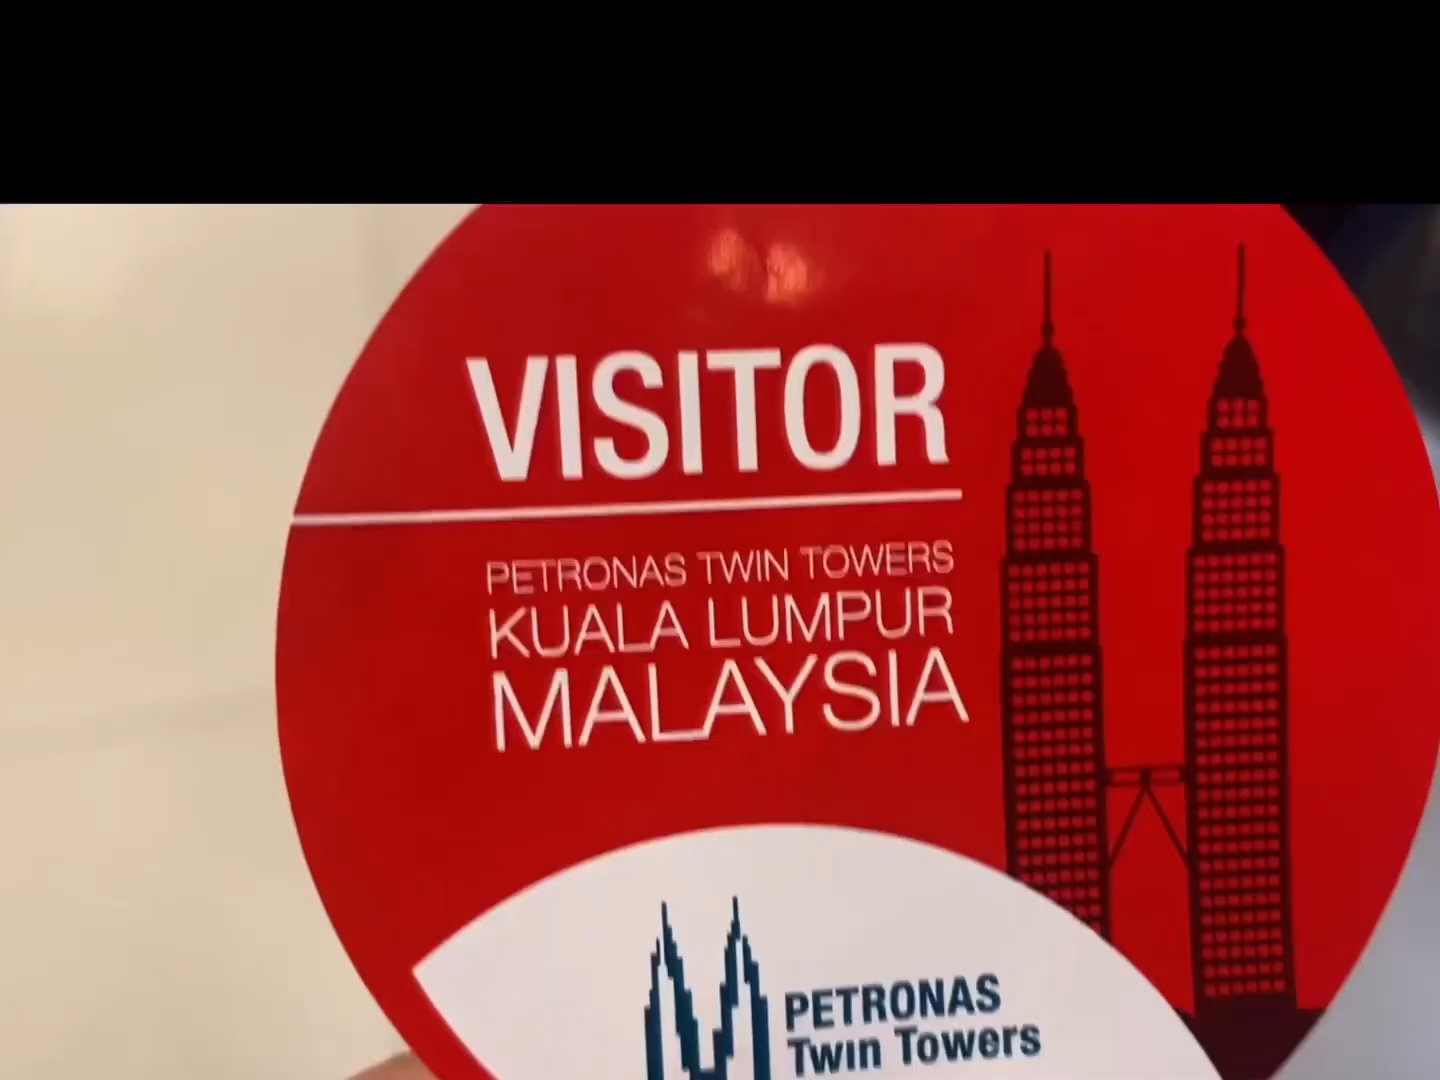 VISITOR
PETRONAS TWIN TOWERS
KUALA LUMPUR
MALAYSIA
PETRONAS
Twin Towers